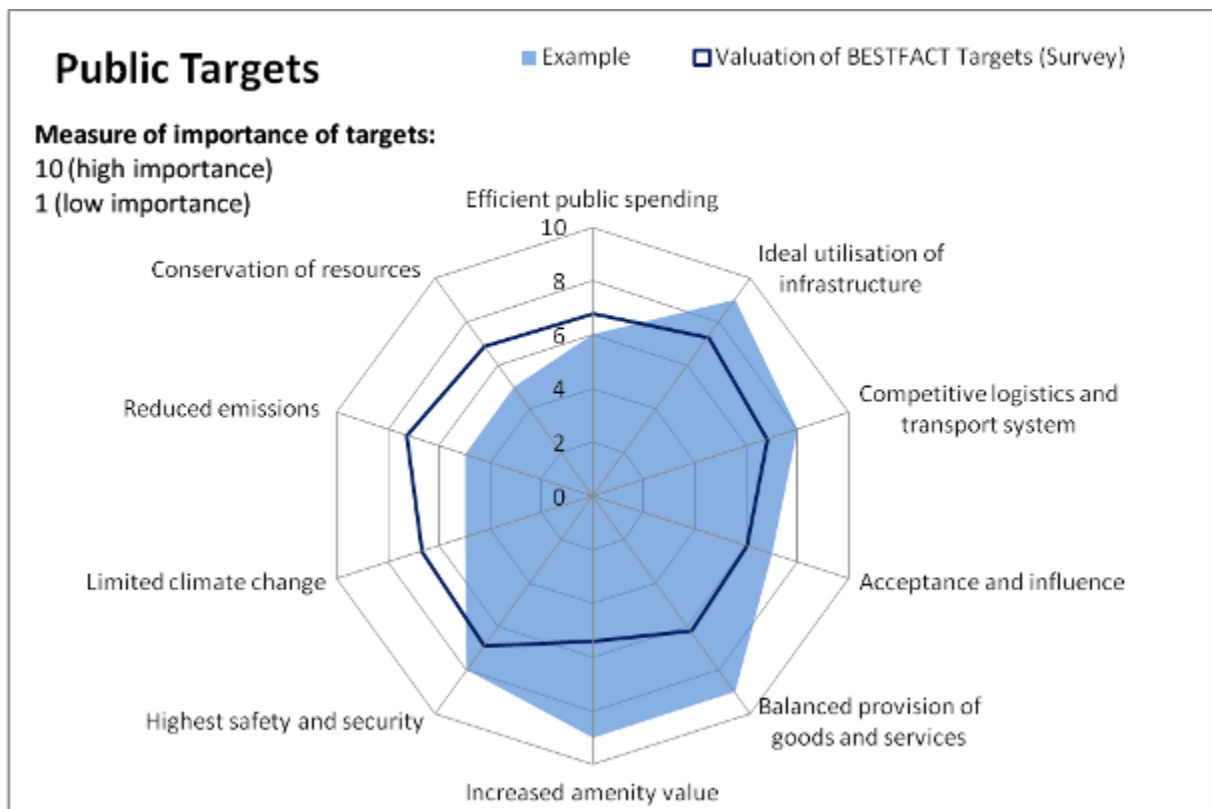 Public Targets
Example
Valuation of BESTFACT Targets (Survey)
Measure of importance of targets:
10 (high importance)
1 (low importance)
Efficient public spending
10
8
6
4
2
0
Ideal utilisation of
infrastructure
Competitive logistics and
transport system
Acceptance and influence
Balanced provision of
goods and services
Increased amenity value
Highest safety and security
Limited climate change
Reduced emissions
Conservation of resources